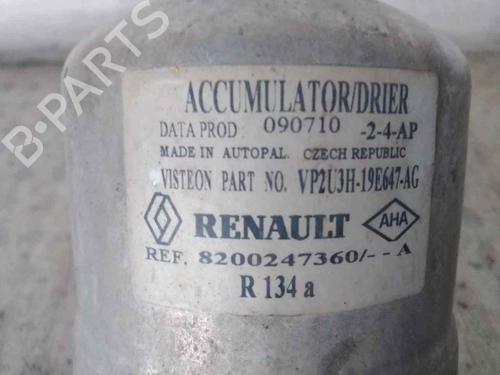 ACCUMULATOR/DRIER
DATA PROD 090710 -2-4-AP
MADE IN AUTOPAL. CZECH REPUBLIC
VISTEON PART NO. VP2U3H-19E647-AG
RENAULT AHA
REF. 8200247360/--A
R 134 a
B-PARTS